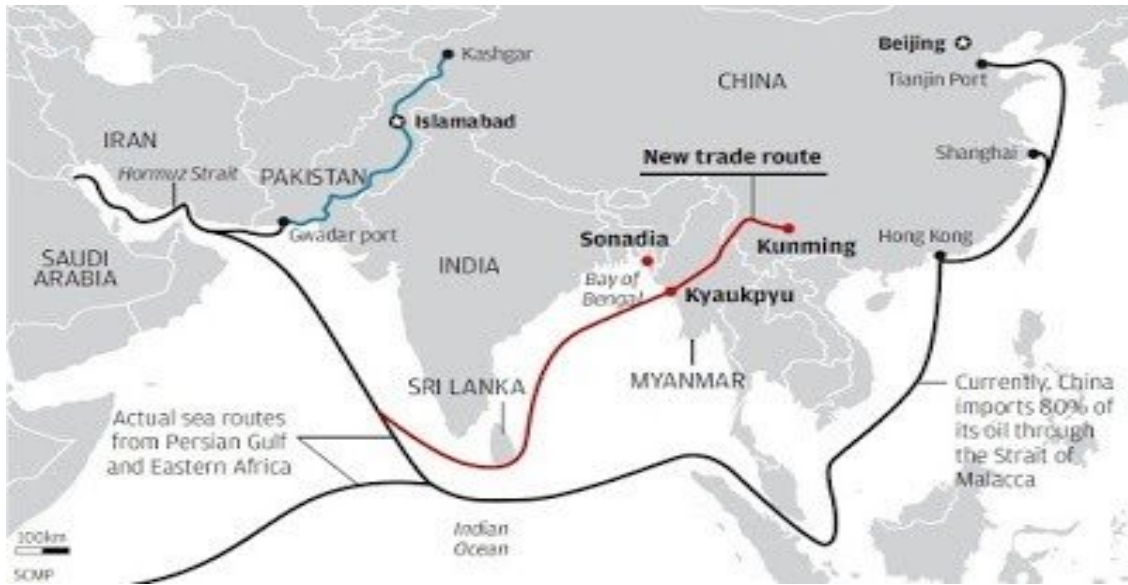 Kashgar
Beijing
Tianjin Port
CHINA
Islamabad
IRAN
Hormuz Strait
PAKISTAN
New trade route
Shanghai
Gwadar port
SAUDI
ARABIA
INDIA
Sonadia
Kunming
Hong Kong
Bay of
Bengal
Kyaukpyu
SRI LANKA
MYANMAR
Actual sea routes
from Persian Gulf
and Eastern Africa
Currently, China
imports 80% of
its oil through
the Strait of
Malacca
Indian
Ocean
100km
SCMP